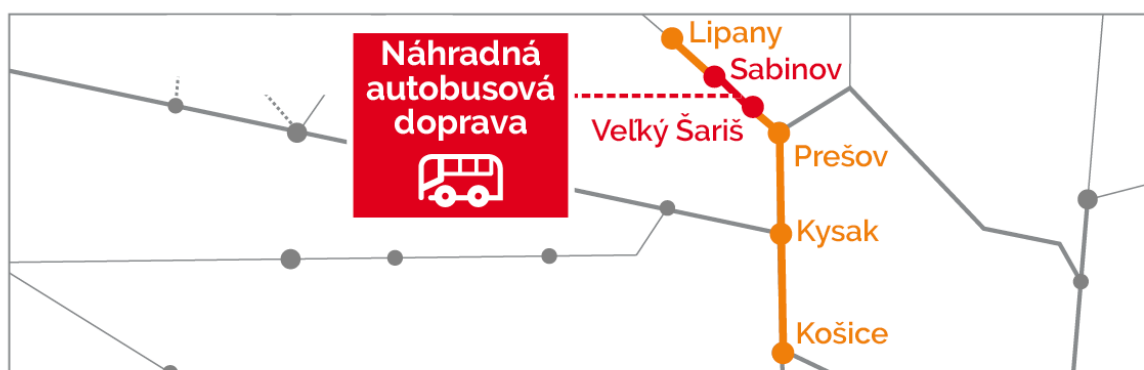 Náhradná
autobusová
doprava
Lipany
Sabinov
Veľký Šariš
Prešov
Kysak
Košice